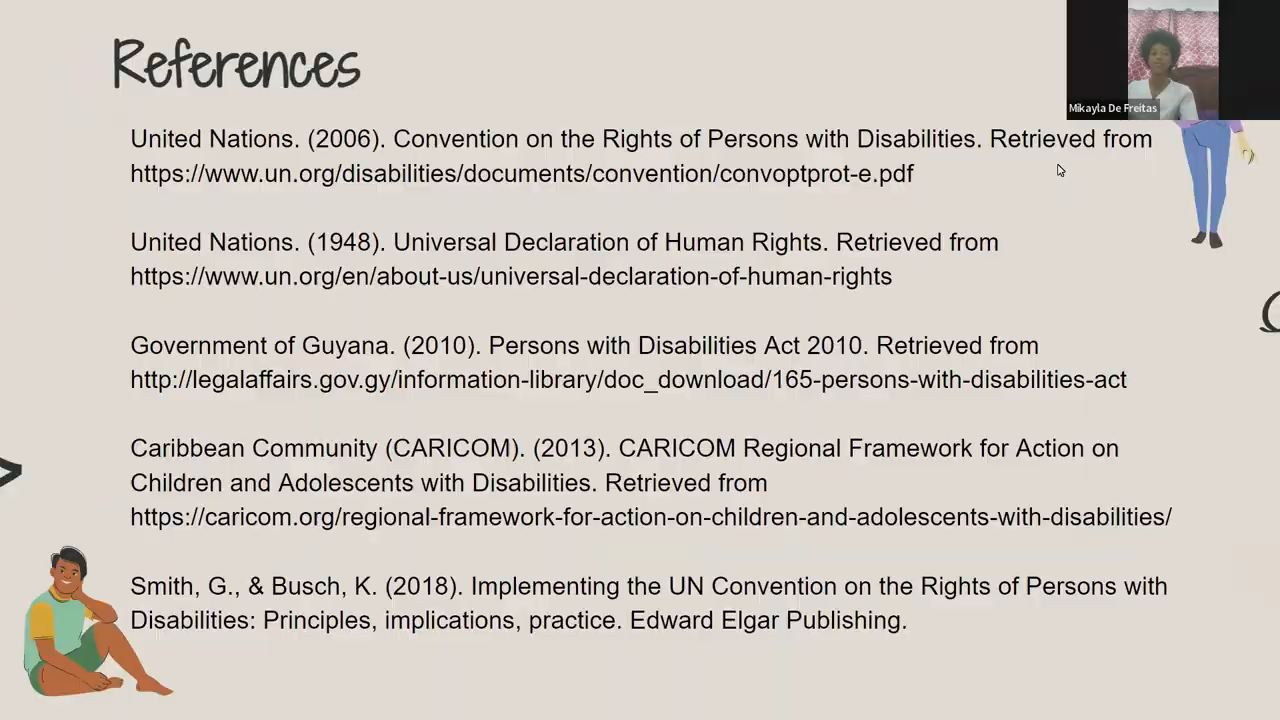 References
Mikayla De Freitas
United Nations. (2006). Convention on the Rights of Persons with Disabilities. Retrieved from
https://www.un.org/disabilities/documents/convention/convoptprot-e.pdf
United Nations. (1948). Universal Declaration of Human Rights. Retrieved from
https://www.un.org/en/about-us/universal-declaration-of-human-rights
Government of Guyana. (2010). Persons with Disabilities Act 2010. Retrieved from
http://legalaffairs.gov.gy/information-library/doc_download/165-persons-with-disabilities-act
Caribbean Community (CARICOM). (2013). CARICOM Regional Framework for Action on
Children and Adolescents with Disabilities. Retrieved from
https://caricom.org/regional-framework-for-action-on-children-and-adolescents-with-disabilities/
Smith, G., & Busch, K. (2018). Implementing the UN Convention on the Rights of Persons with
Disabilities: Principles, implications, practice. Edward Elgar Publishing.